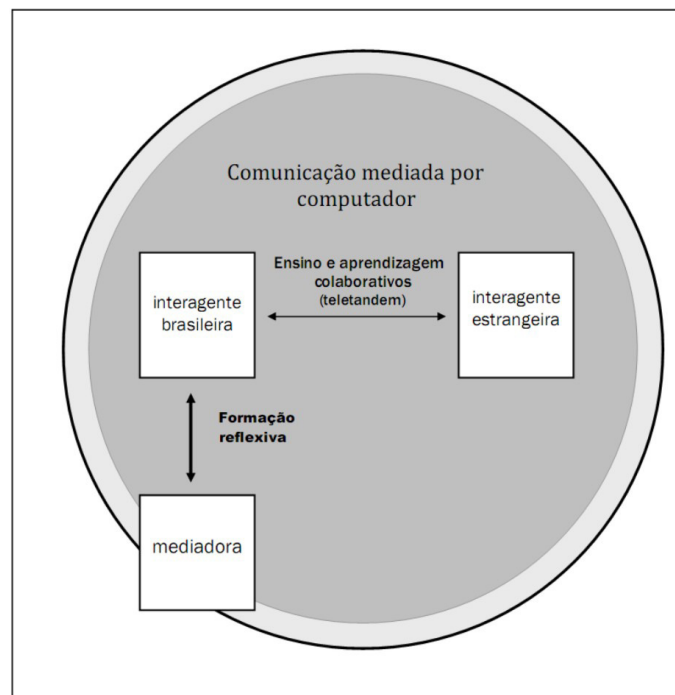 Comunicação mediada por
computador
Ensino e aprendizagem
colaborativos
(teletandem)
interagente
brasileira
interagente
estrangeira
Formação
reflexiva
mediadora